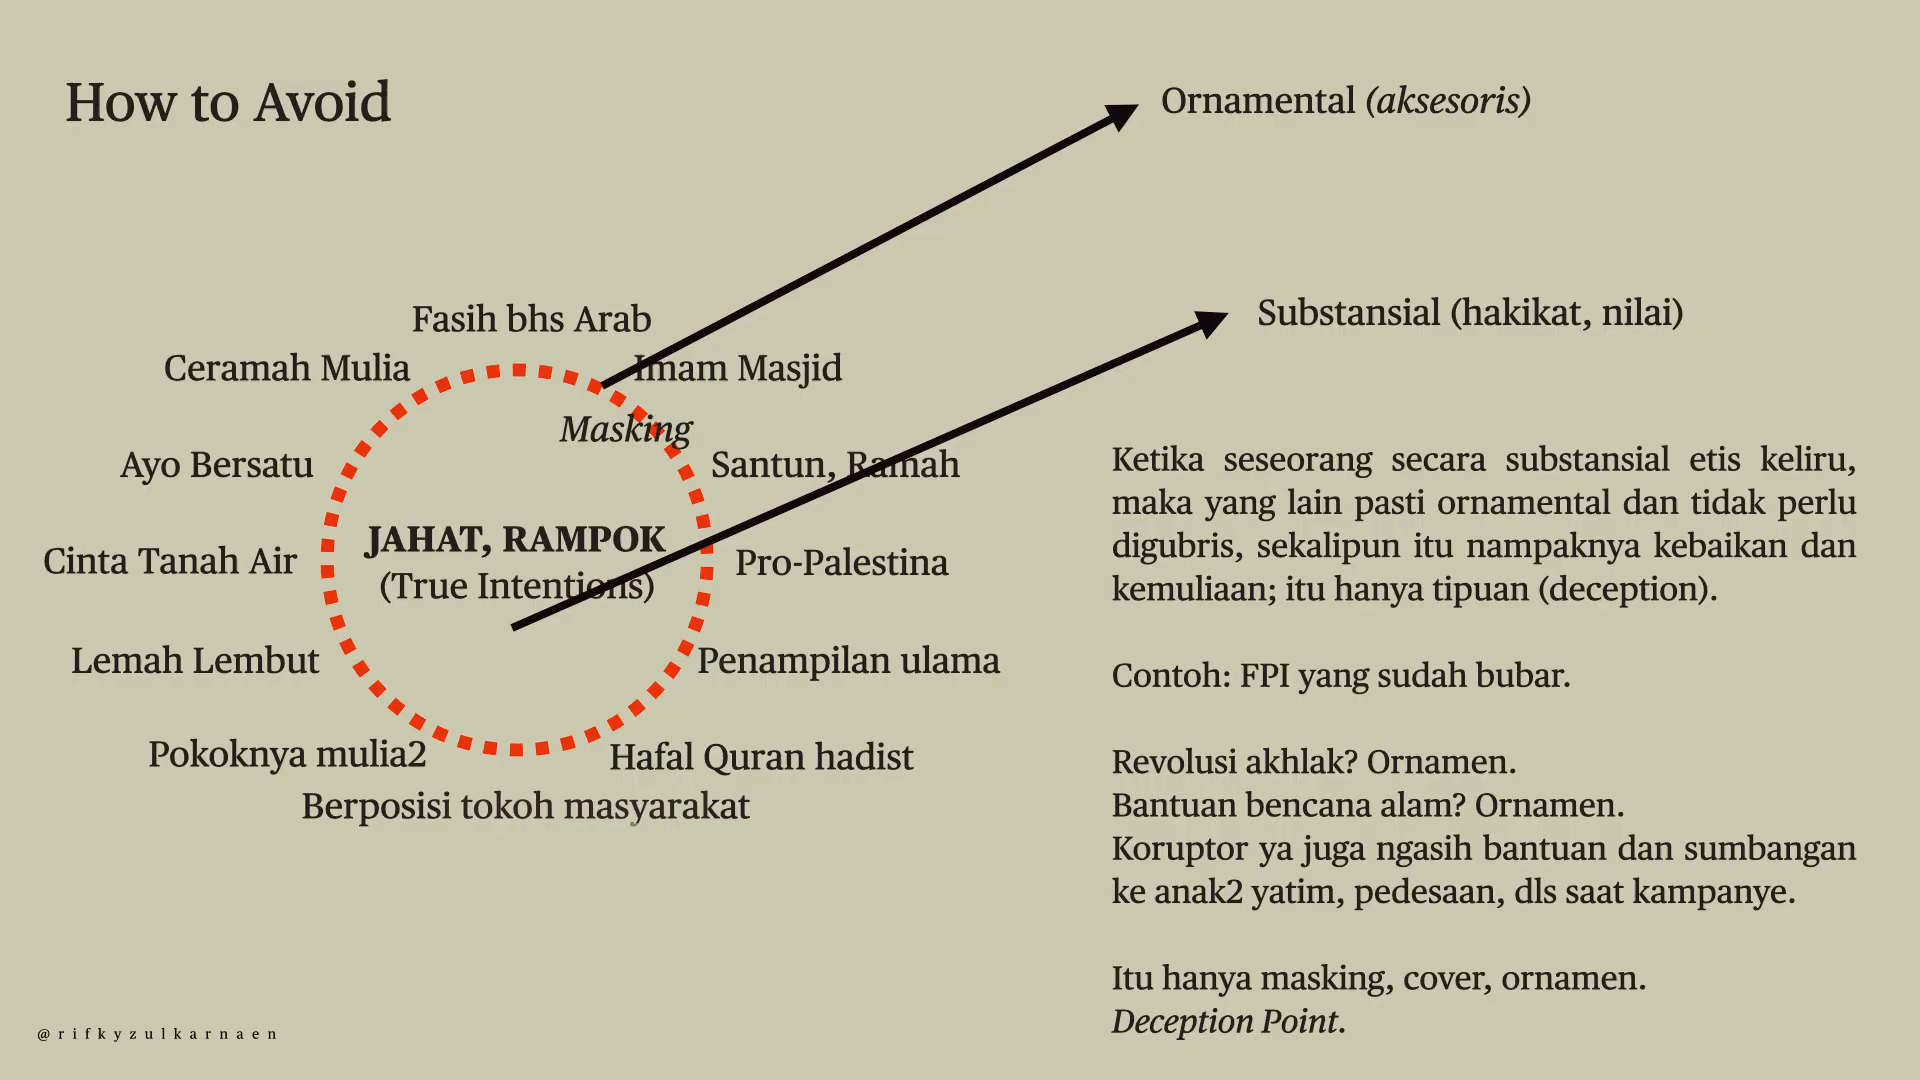 How to Avoid
Ornamental (aksesoris)
Substansial (hakikat, nilai)
Fasih bhs Arab
Ceramah Mulia
Imam Masjid
Masking
Ayo Bersatu
Santun, Ramah
JAHAT, RAMPOK
(True Intentions)
Cinta Tanah Air
Pro-Palestina
Lemah Lembut
Penampilan ulama
Pokoknya mulia2
Hafal Quran hadist
Berposisi tokoh masyarakat
Ketika seseorang secara substansial etis keliru,
maka yang lain pasti ornamental dan tidak perlu
digubris, sekalipun itu nampaknya kebaikan dan
kemuliaan; itu hanya tipuan (deception).
Contoh: FPI yang sudah bubar.
Revolusi akhlak? Ornamen.
Bantuan bencana alam? Ornamen.
Koruptor ya juga ngasih bantuan dan sumbangan
ke anak2 yatim, pedesaan, dls saat kampanye.
Itu hanya masking, cover, ornamen.
Deception Point.
@rifkyzulkarnaen